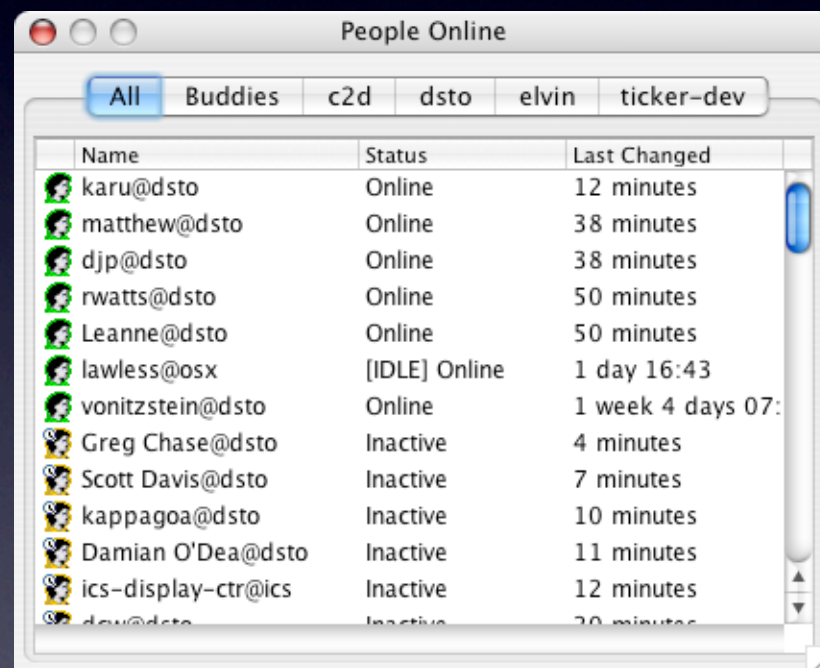 People Online
All Buddies c2d dsto elvin ticker-dev
Name Status Last Changed
karu@dsto Online 12 minutes
matthew@dsto Online 38 minutes
djp@dsto Online 38 minutes
rwatts@dsto Online 50 minutes
Leanne@dsto Online 50 minutes
lawless@osx [IDLE] Online 1 day 16:43
vonitzstein@dsto Online 1 week 4 days 07:
Greg Chase@dsto Inactive 4 minutes
Scott Davis@dsto Inactive 7 minutes
kappagoa@dsto Inactive 10 minutes
Damian O'Dea@dsto Inactive 11 minutes
ics-display-ctr@ics Inactive 12 minutes
Inactive minutes